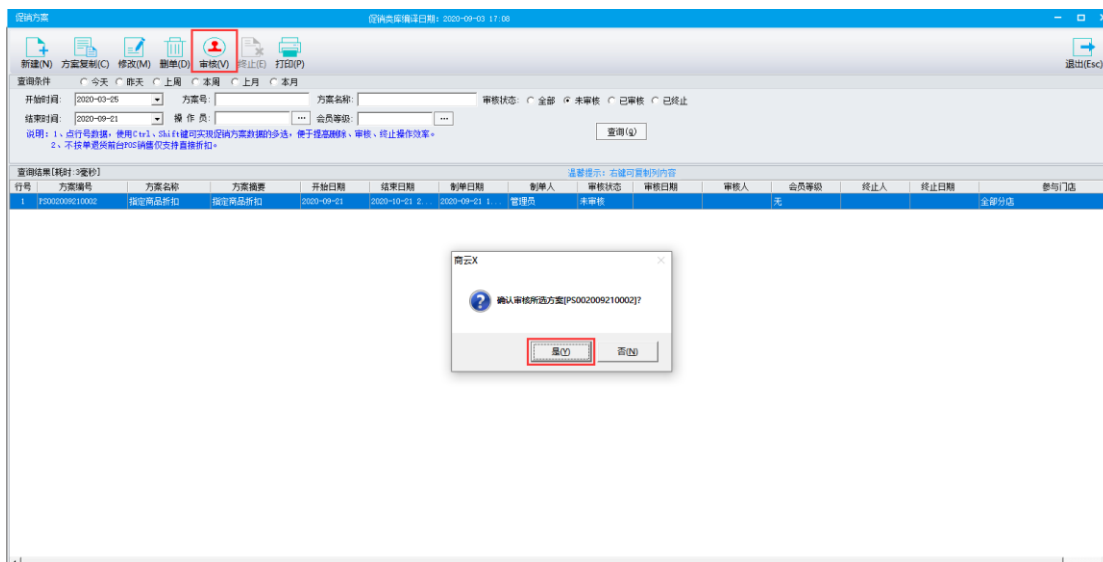 促销方案 促销类库编译日期: 2020-09-03 17:08
新建(N) 方案复制(C) 修改(M) 删单(D) 审核(V) 终止(E) 打印(P) 退出(Esc)
查询条件 今天 昨天 上周 本周 上月 本月
开始时间: 2020-03-25 方案号: 方案名称: 审核状态: 全部 未审核 已审核 已终止
结束时间: 2020-09-21 操 作 员: ... 会员等级: ... 查询(Q)
说明: 1、点行号数据, 使用Ctrl、Shift键可实现促销方案数据的多选, 便于提高删除、审核、终止操作效率。
2、不按单退货前台POS销售仅支持直接折扣。
查询结果[耗时:3毫秒] 温馨提示: 右键可复制列内容
行号 方案编号 方案名称 方案摘要 开始日期 结束日期 制单日期 制单人 审核状态 审核日期 审核人 会员等级 终止人 终止日期 参与门店
1 PS002009210002 指定商品折扣 指定商品折扣 2020-09-21 2020-10-21 2... 2020-09-21 1... 管理员 未审核 无 全部分店
商云X
确认审核所选方案[PS002009210002]?
是(Y) 否(N)